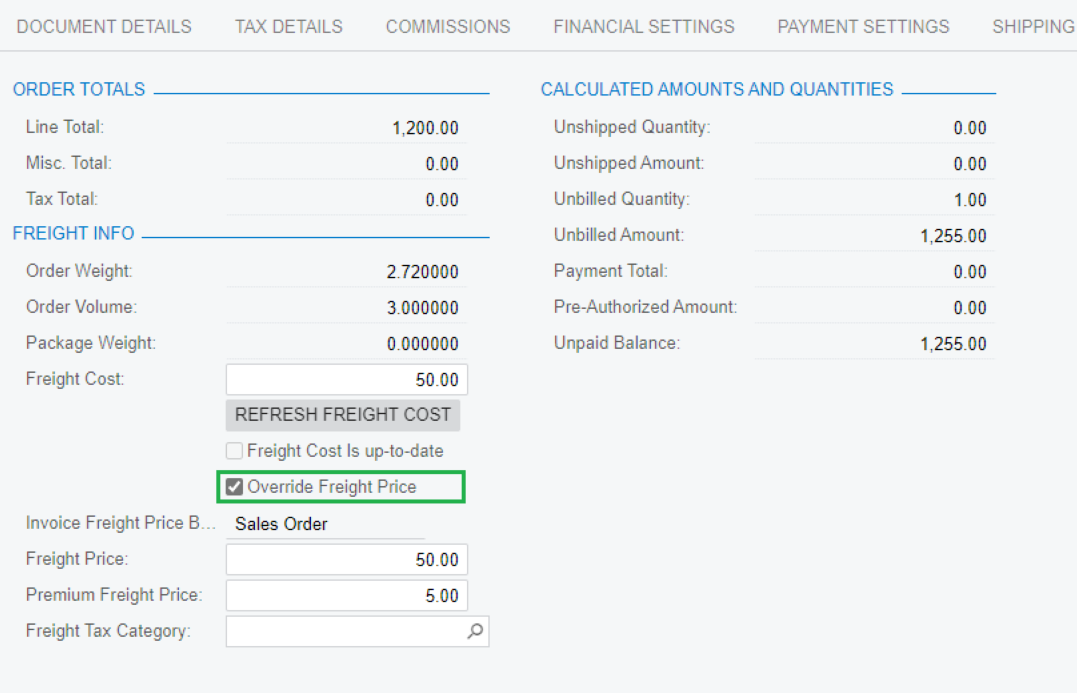 DOCUMENT DETAILS TAX DETAILS COMMISSIONS FINANCIAL SETTINGS PAYMENT SETTINGS SHIPPING
ORDER TOTALS
Line Total: 1,200.00
Misc. Total: 0.00
Tax Total: 0.00
FREIGHT INFO
Order Weight: 2.720000
Order Volume: 3.000000
Package Weight: 0.000000
Freight Cost: 50.00
REFRESH FREIGHT COST
Freight Cost Is up-to-date
Override Freight Price
Invoice Freight Price B... Sales Order
Freight Price: 50.00
Premium Freight Price: 5.00
Freight Tax Category:
CALCULATED AMOUNTS AND QUANTITIES
Unshipped Quantity: 0.00
Unshipped Amount: 0.00
Unbilled Quantity: 1.00
Unbilled Amount: 1,255.00
Payment Total: 0.00
Pre-Authorized Amount: 0.00
Unpaid Balance: 1,255.00